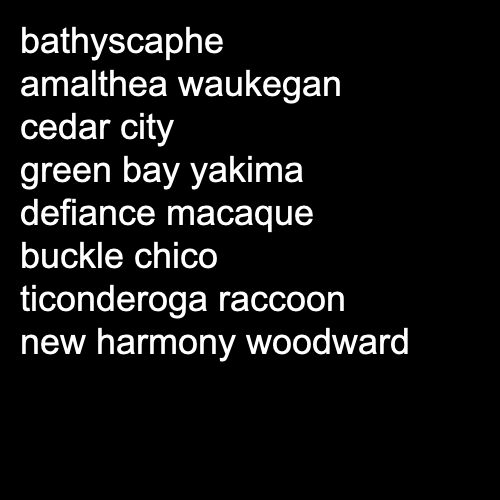 bathyscaphe
amalthea waukegan
cedar city
green bay yakima
defiance macaque
buckle chico
ticonderoga raccoon
new harmony woodward